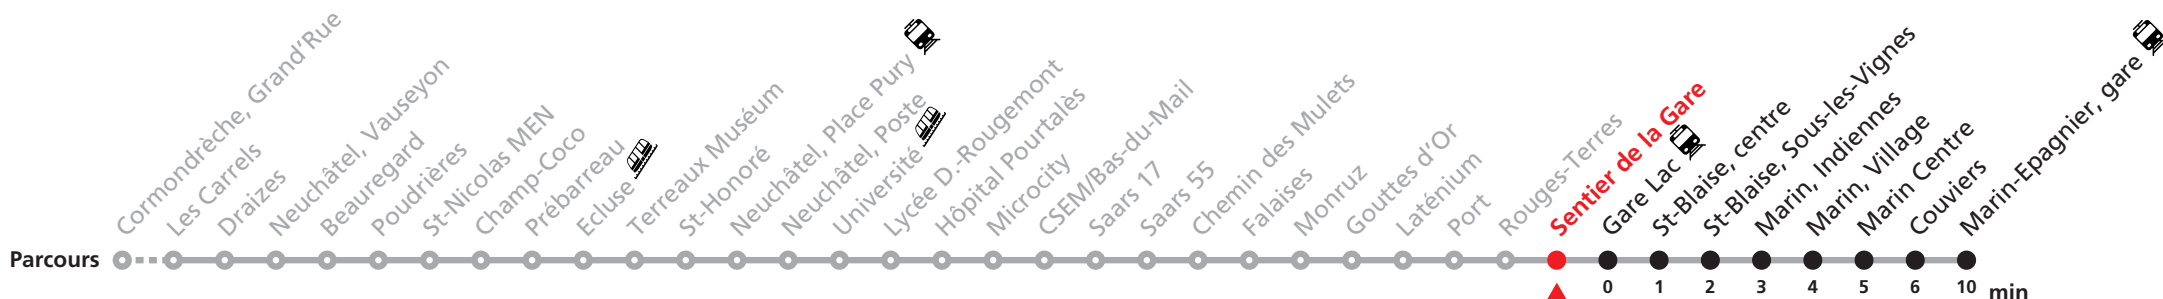 Cormondrèche, Grand'Rue
Les Carrels
Draizes
Neuchâtel, Vauseyon
Beauregard
Poudrières
St-Nicolas MEN
Champ-Coco
Prébarreau
Ecluse
Terreaux Muséum
St-Honoré
Neuchâtel, Place Pury
Neuchâtel, Poste
Université
Lycée D.-Rougemont
Hôpital Pourtalès
Microcity
CSEM/Bas-du-Mail
Saars 17
Saars 55
Chemin des Mulets
Falaises
Monruz
Gouttes d'Or
Laténium
Port
Rouges-Terres
Sentier de la Gare
Gare Lac
St-Blaise, centre
St-Blaise, Sous-les-Vignes
Marin, Indiennes
Marin, Village
Marin Centre
Couviers
Marin-Epagnier, gare
Parcours
0 1 2 3 4 5 6 10 min